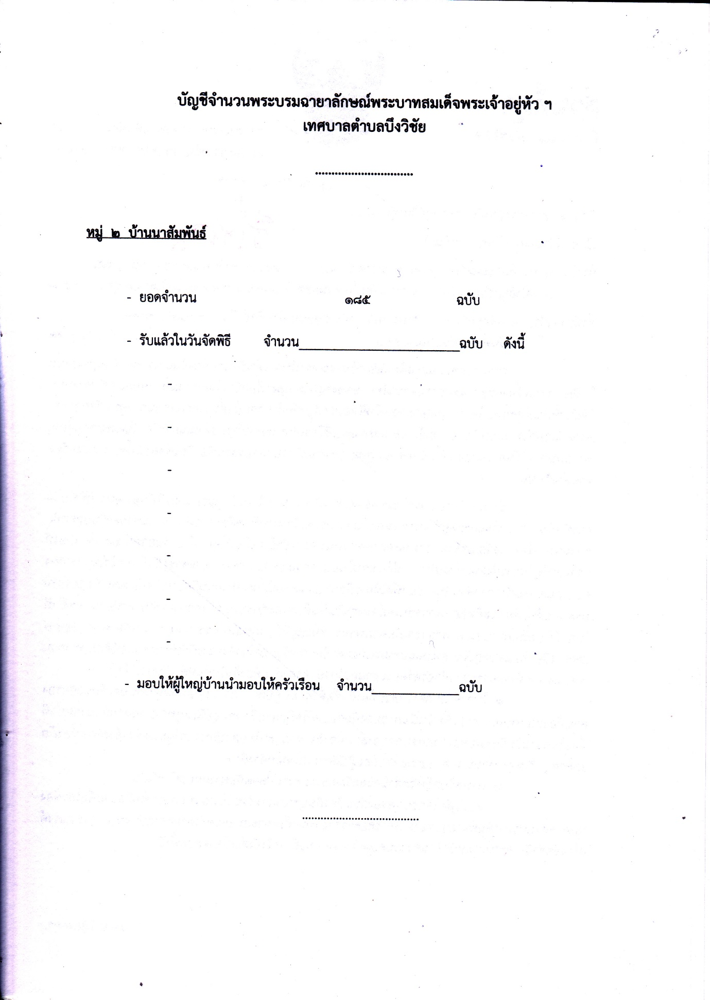 บัญชีจำนวนพระบรมฉายาลักษณ์พระบาทสมเด็จพระเจ้าอยู่หัว ฯ
เทศบาลตำบลบึงวิชัย
..............................
หมู่ ๒ บ้านนาสัมพันธ์
- ยอดจำนวน ๑๘๕ ฉบับ
- รับแล้วในวันจัดพิธี จำนวน______________________ฉบับ ดังนี้
-
-
-
-
-
-
-
- มอบให้ผู้ใหญ่บ้านนำมอบให้ครัวเรือน จำนวน____________ฉบับ
......................................